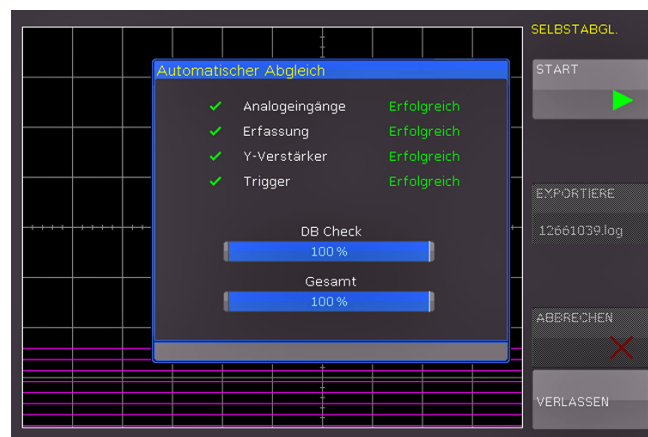 SELBSTABGL.
Automatischer Abgleich
START
Analogeingänge Erfolgreich
Erfassung Erfolgreich
Y-Verstärker Erfolgreich
Trigger Erfolgreich
EXPORTIERE
12661039.log
DB Check
100 %
Gesamt
100 %
ABBRECHEN
VERLASSEN